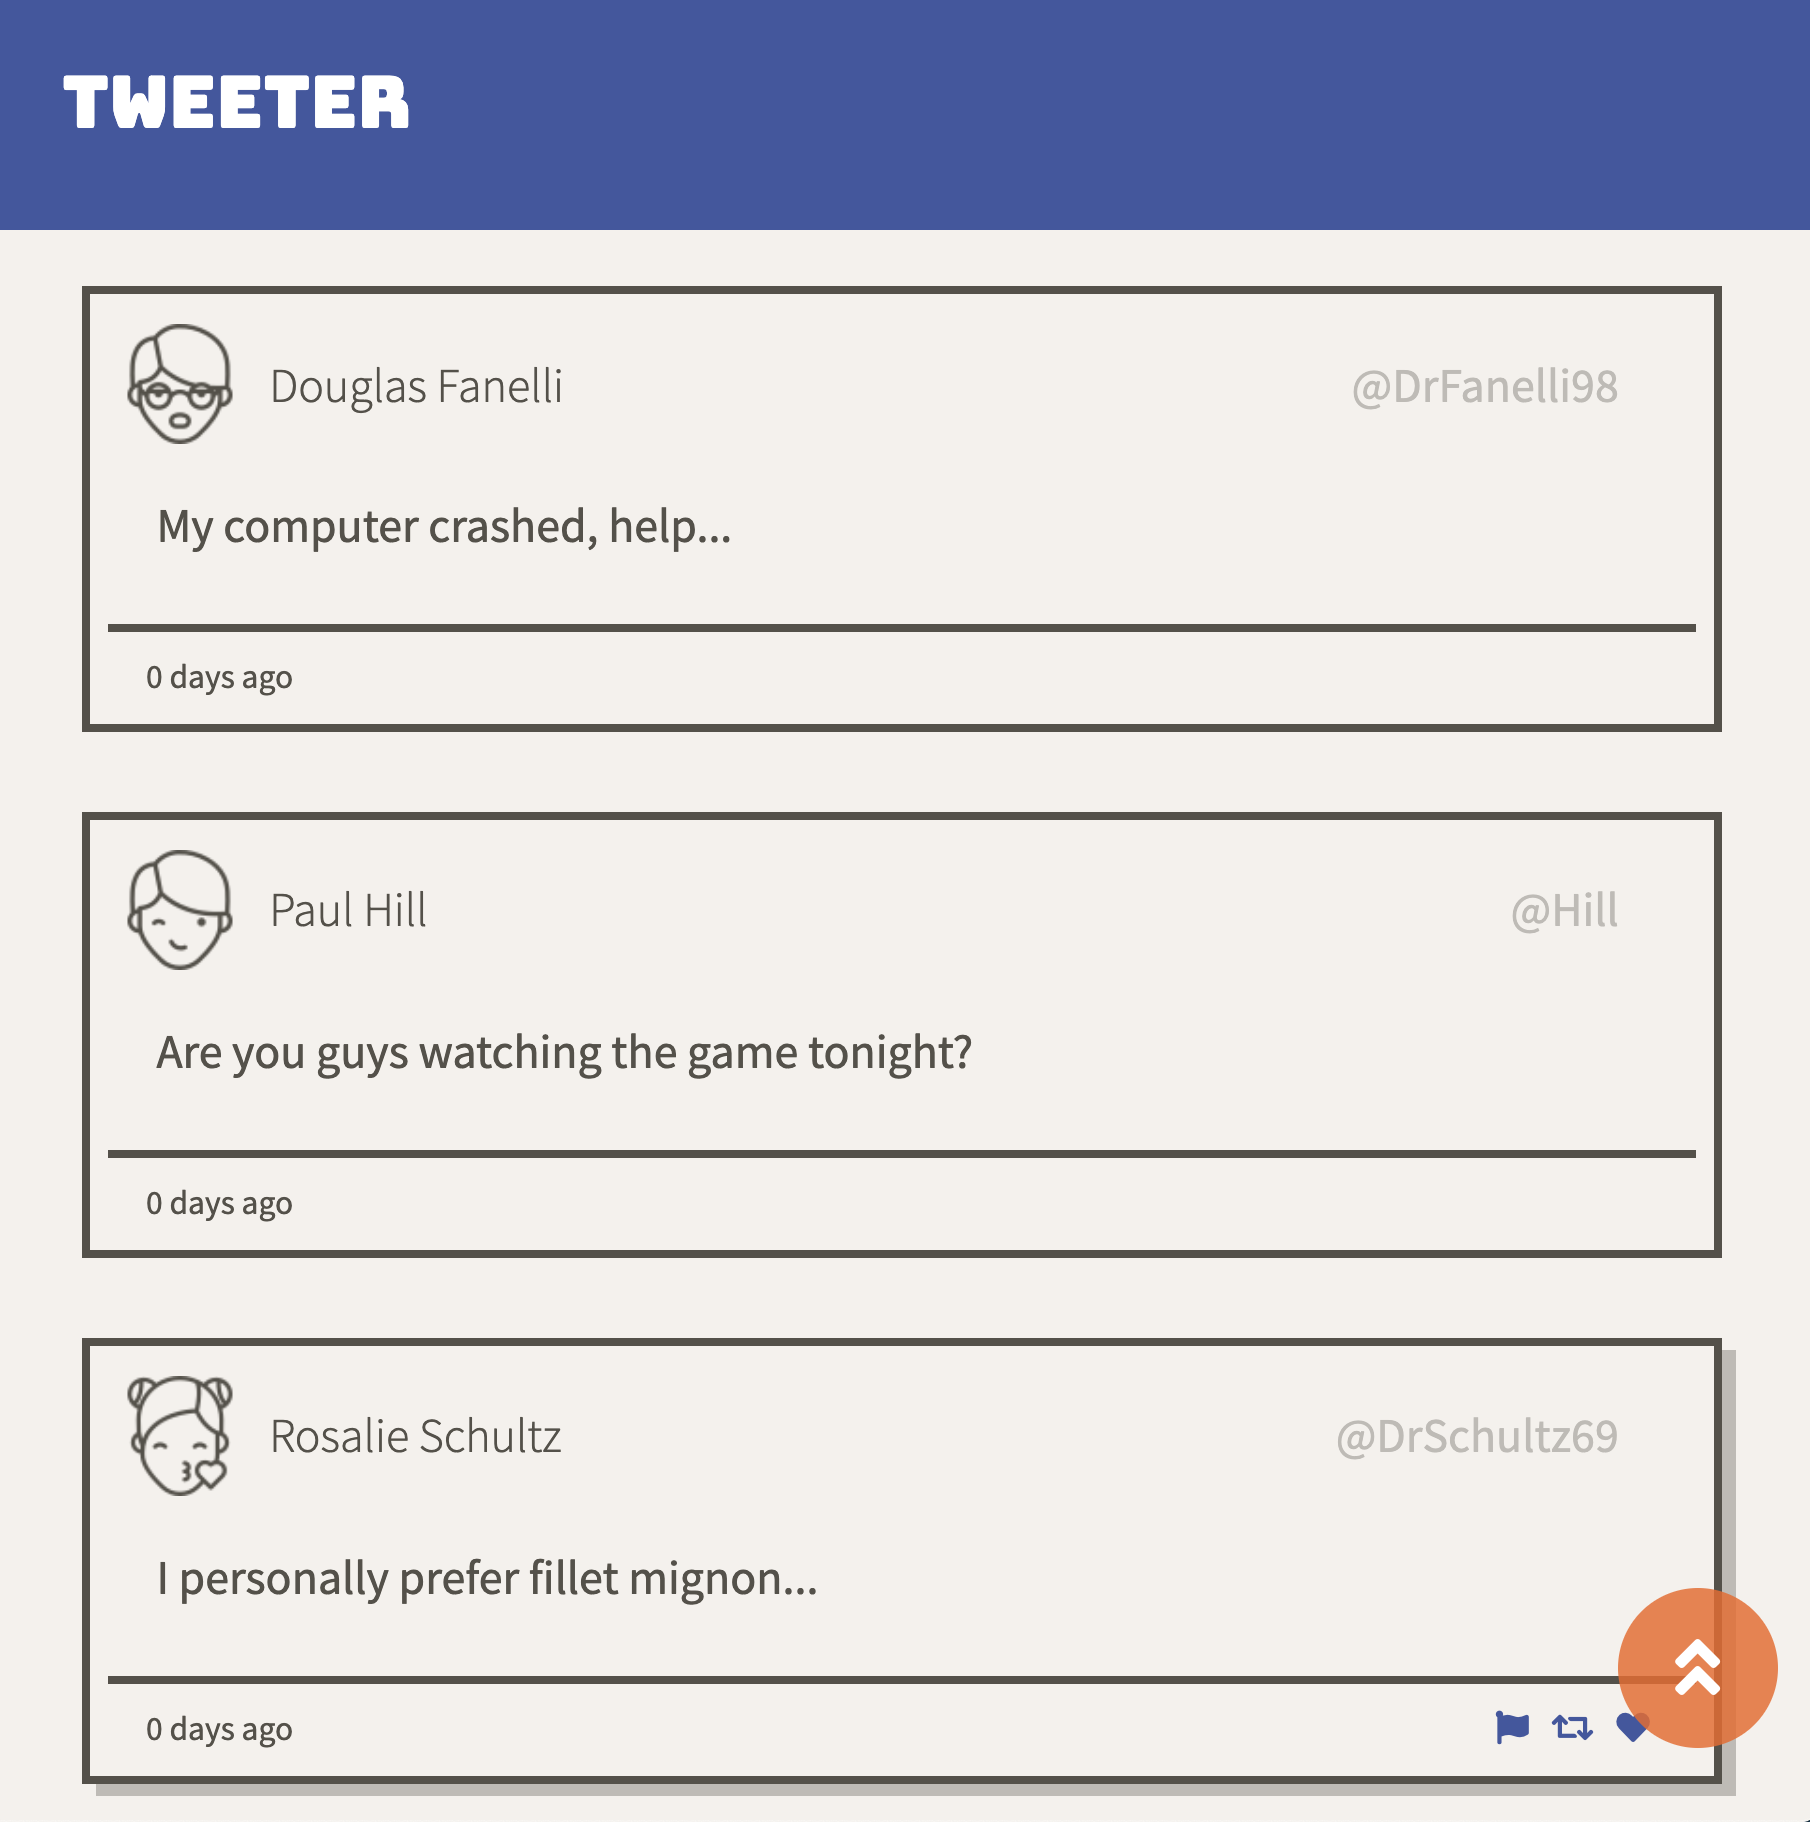 TWEETER
Douglas Fanelli @DrFanelli98
My computer crashed, help...
0 days ago
Paul Hill @Hill
Are you guys watching the game tonight?
0 days ago
Rosalie Schultz @DrSchultz69
I personally prefer fillet mignon...
0 days ago